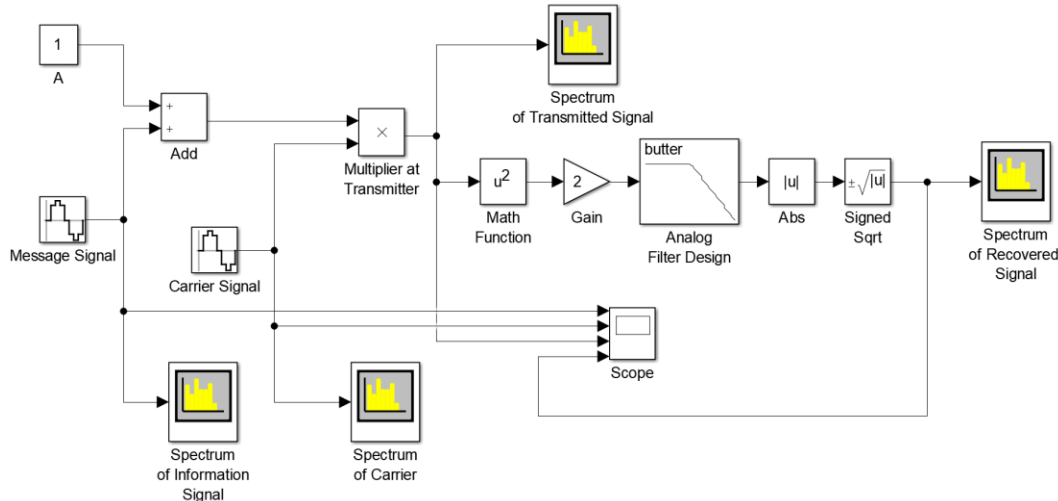 1
A
+
+
Add
×
Multiplier at
Transmitter
Spectrum
of Transmitted Signal
u²
Math
Function
2
Gain
butter
Analog
Filter Design
|u|
Abs
±√|u|
Signed
Sqrt
Spectrum
of Recovered
Signal
Message Signal
Carrier Signal
Scope
Spectrum
of Information
Signal
Spectrum
of Carrier